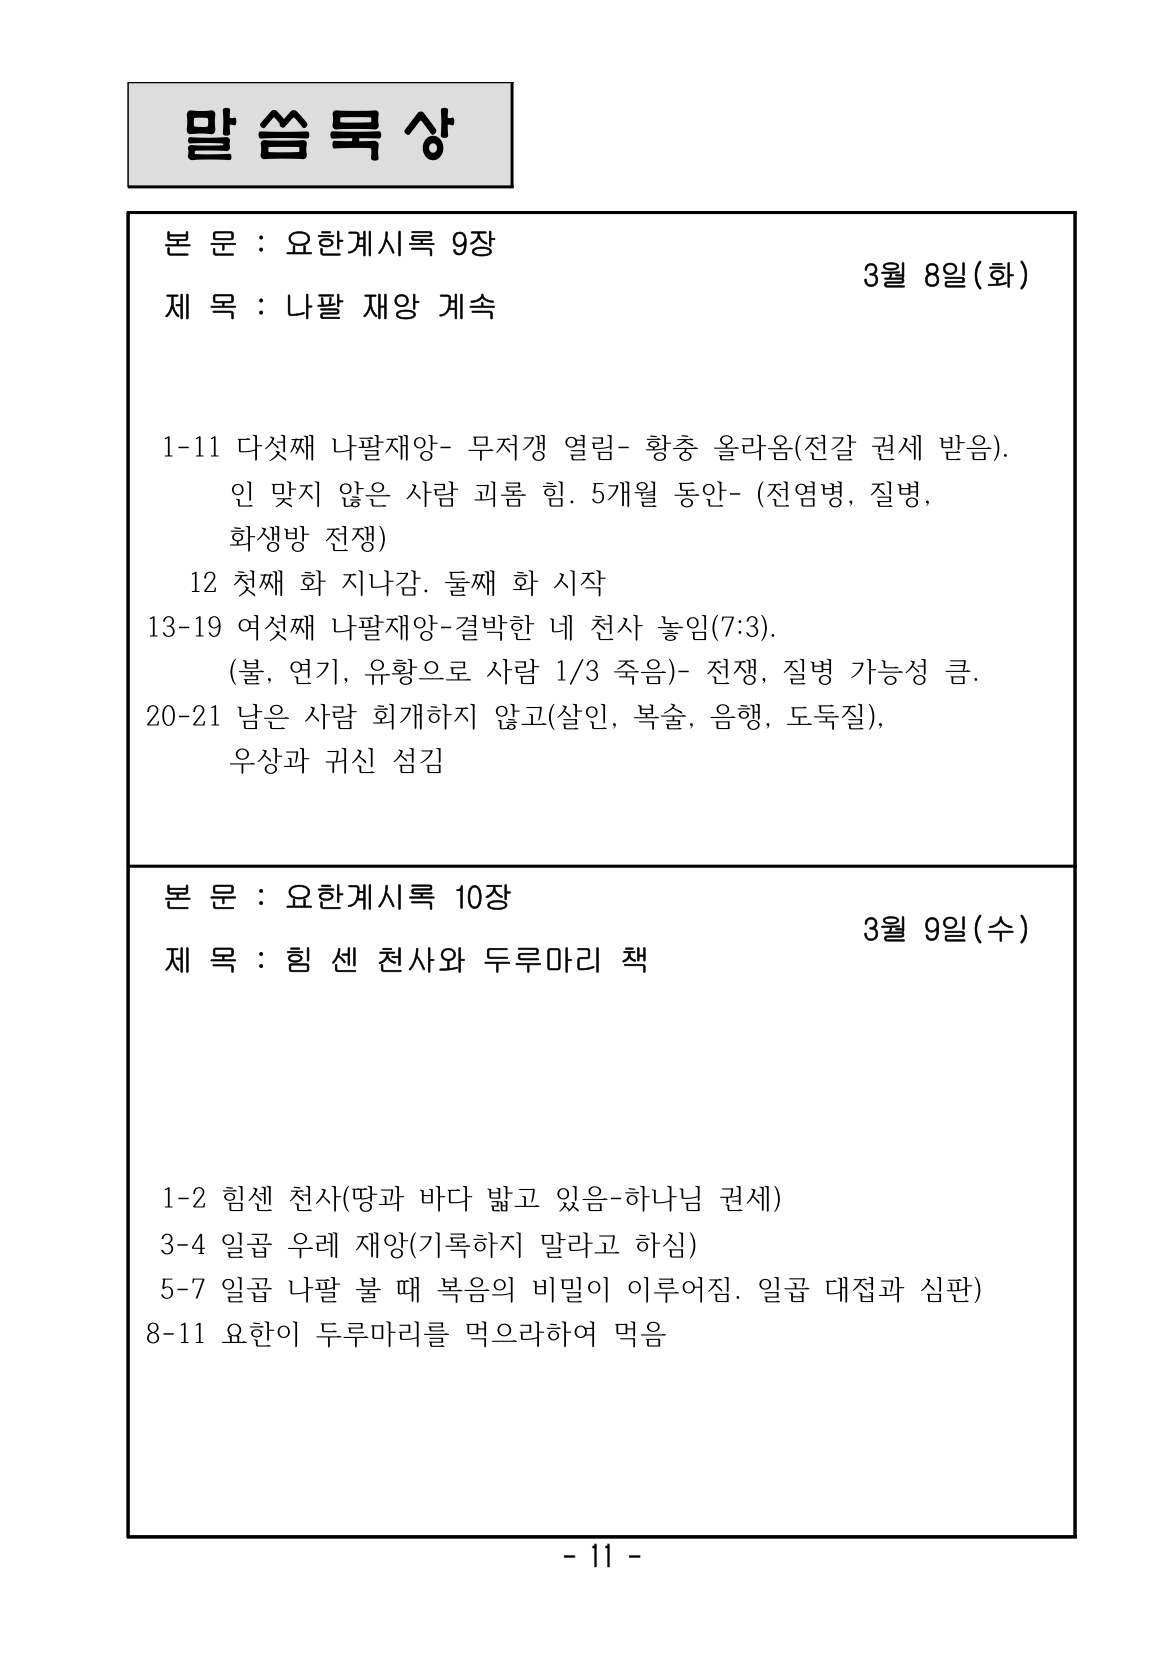 말씀묵상
본 문 : 요한계시록 9장
3월 8일(화)
제 목 : 나팔 재앙 계속
1-11 다섯째 나팔재앙- 무저갱 열림- 황충 올라옴(전갈 권세 받음).
인 맞지 않은 사람 괴롬 힘. 5개월 동안- (전염병, 질병,
화생방 전쟁)
12 첫째 화 지나감. 둘째 화 시작
13-19 여섯째 나팔재앙-결박한 네 천사 놓임(7:3).
(불, 연기, 유황으로 사람 1/3 죽음)- 전쟁, 질병 가능성 큼.
20-21 남은 사람 회개하지 않고(살인, 복술, 음행, 도둑질),
우상과 귀신 섬김
본 문 : 요한계시록 10장
3월 9일(수)
제 목 : 힘 센 천사와 두루마리 책
1-2 힘센 천사(땅과 바다 밟고 있음-하나님 권세)
3-4 일곱 우레 재앙(기록하지 말라고 하심)
5-7 일곱 나팔 불 때 복음의 비밀이 이루어짐. 일곱 대접과 심판)
8-11 요한이 두루마리를 먹으라하여 먹음
- 11 -